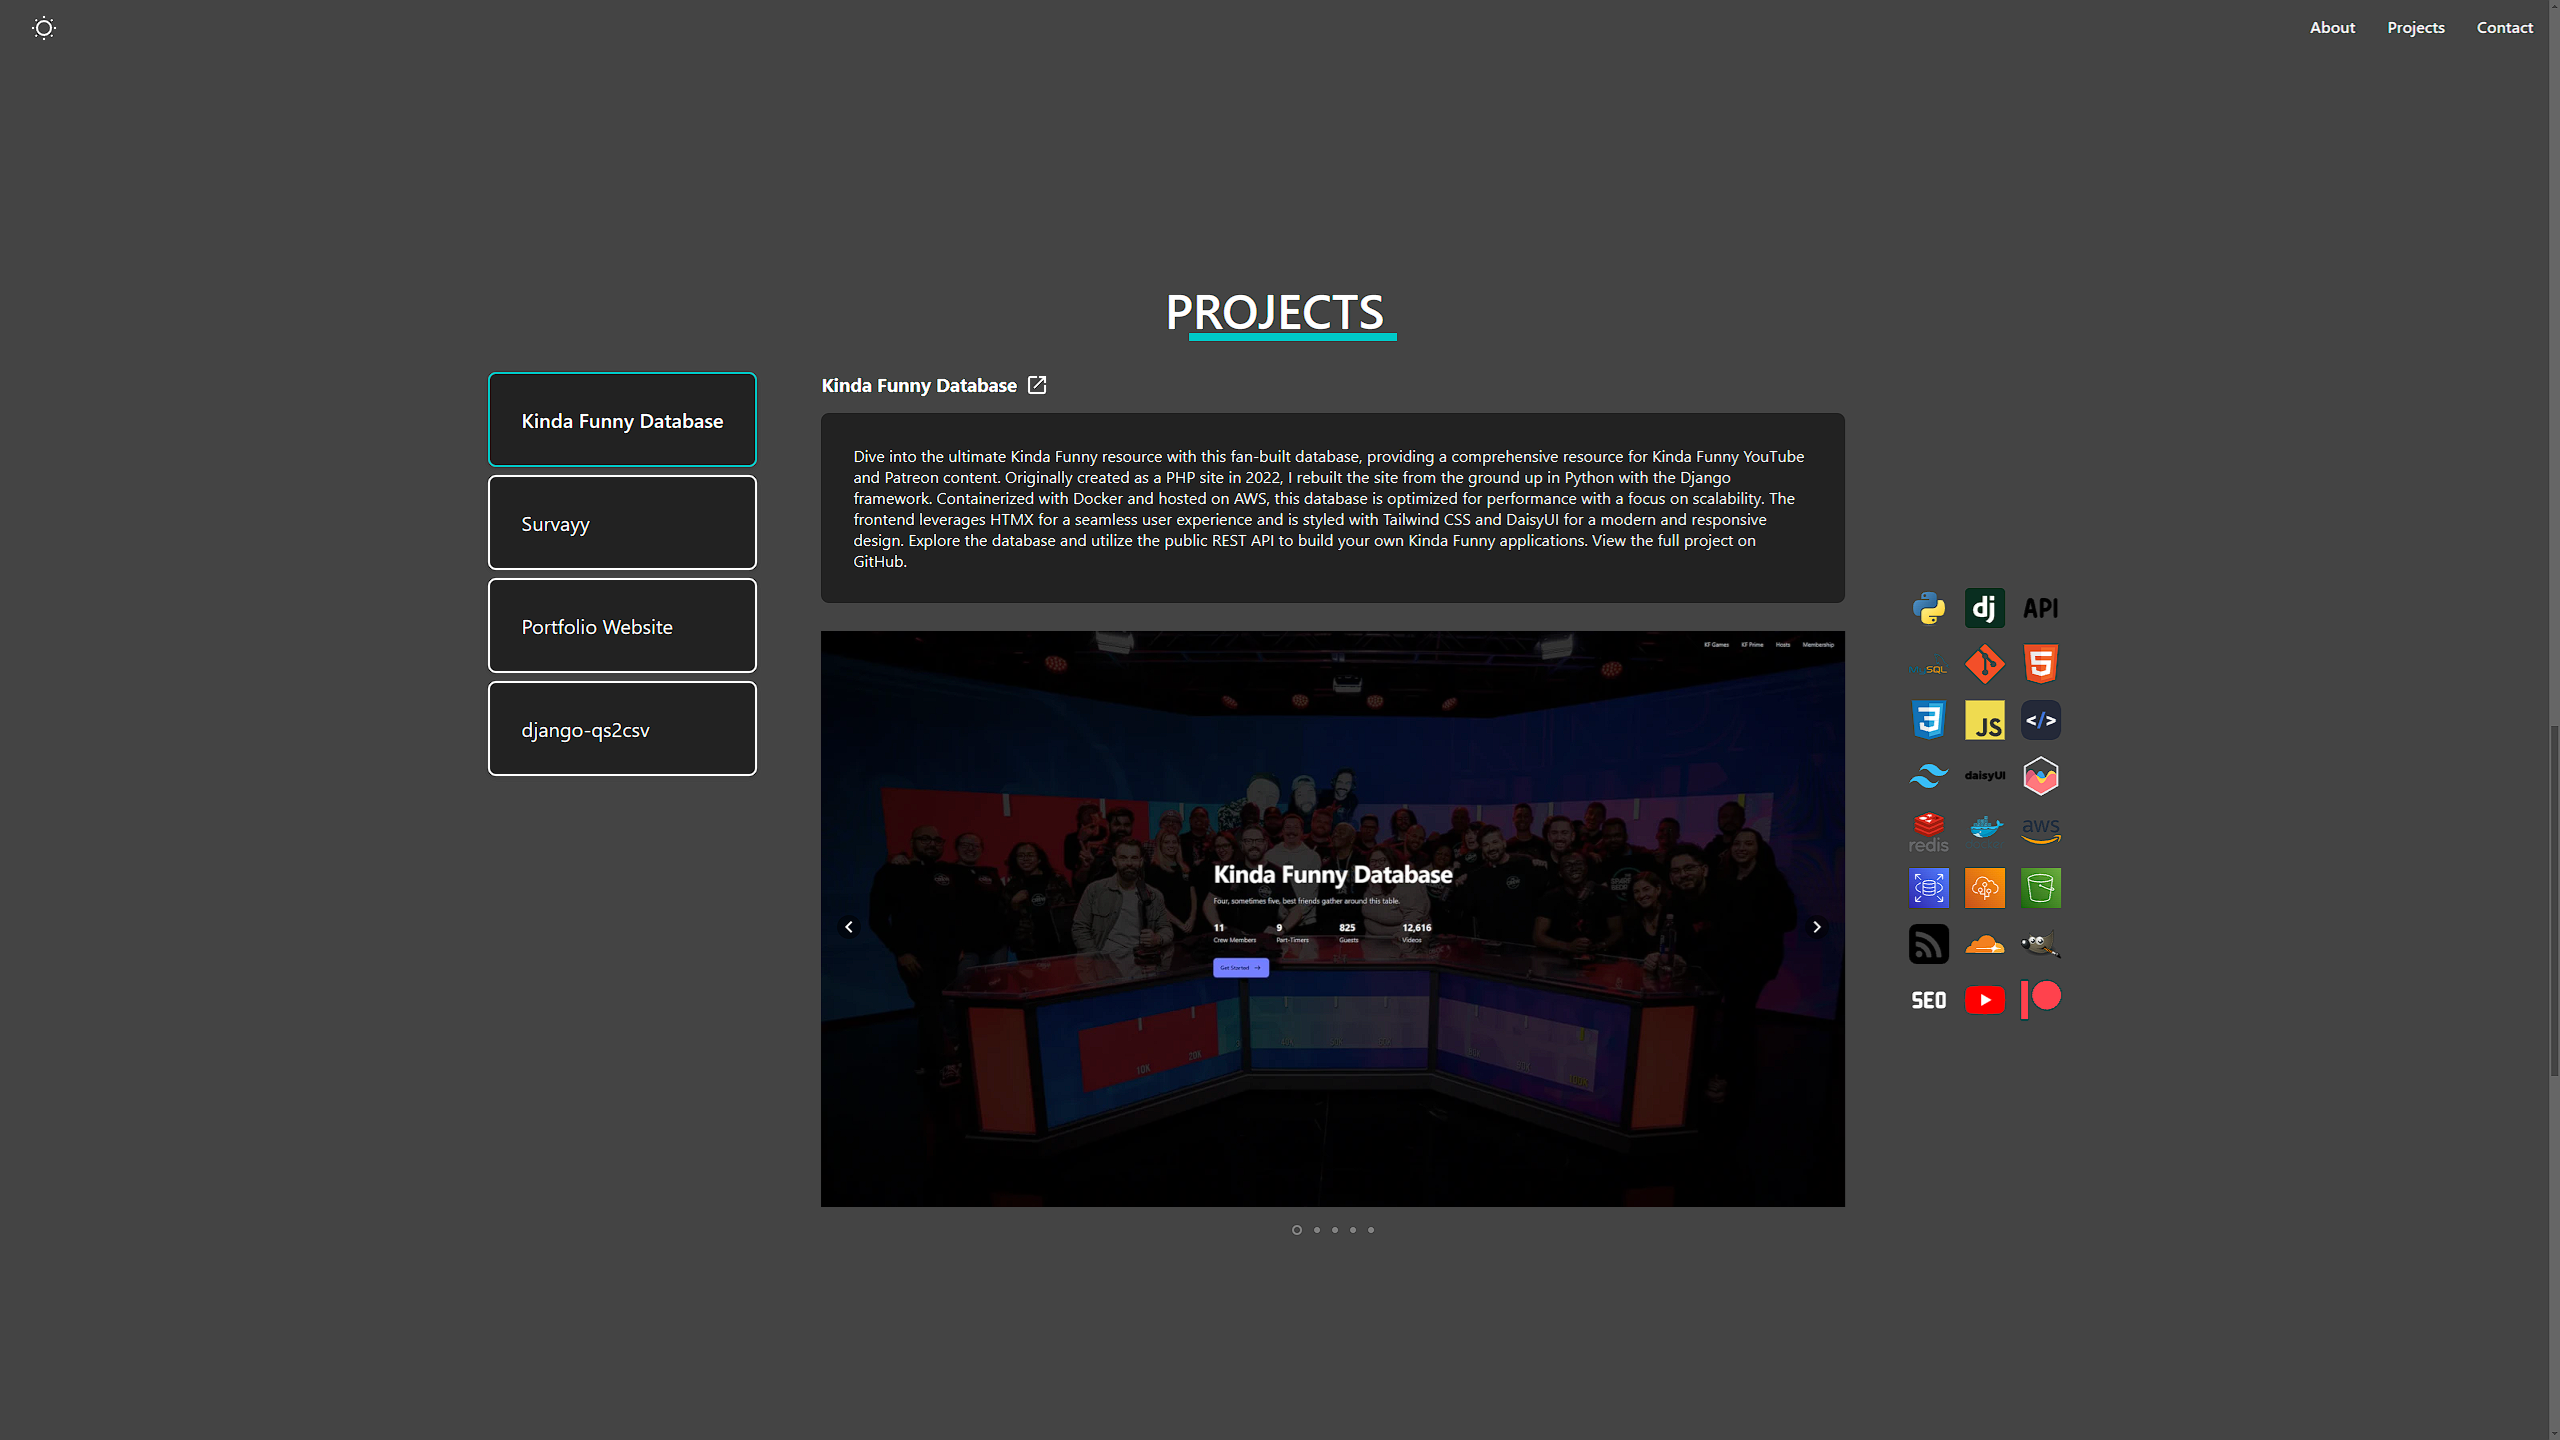 About Projects Contact
PROJECTS
Kinda Funny Database
Survayy
Portfolio Website
django-qs2csv
Kinda Funny Database
Dive into the ultimate Kinda Funny resource with this fan-built database, providing a comprehensive resource for Kinda Funny YouTube
and Patreon content. Originally created as a PHP site in 2022, I rebuilt the site from the ground up in Python with the Django
framework. Containerized with Docker and hosted on AWS, this database is optimized for performance with a focus on scalability. The
frontend leverages HTMX for a seamless user experience and is styled with Tailwind CSS and DaisyUI for a modern and responsive
design. Explore the database and utilize the public REST API to build your own Kinda Funny applications. View the full project on
GitHub.
KF Games KF Prime Hosts Membership
Kinda Funny Database
Four, sometimes five, best friends gather around this table.
11 9 825 12,616
Crew Members Part-Timers Guests Videos
Get Started →
10K 20K 40K 50K
dj API
MySQL 5
3 JS </>
daisyUI
redis aws
SEO